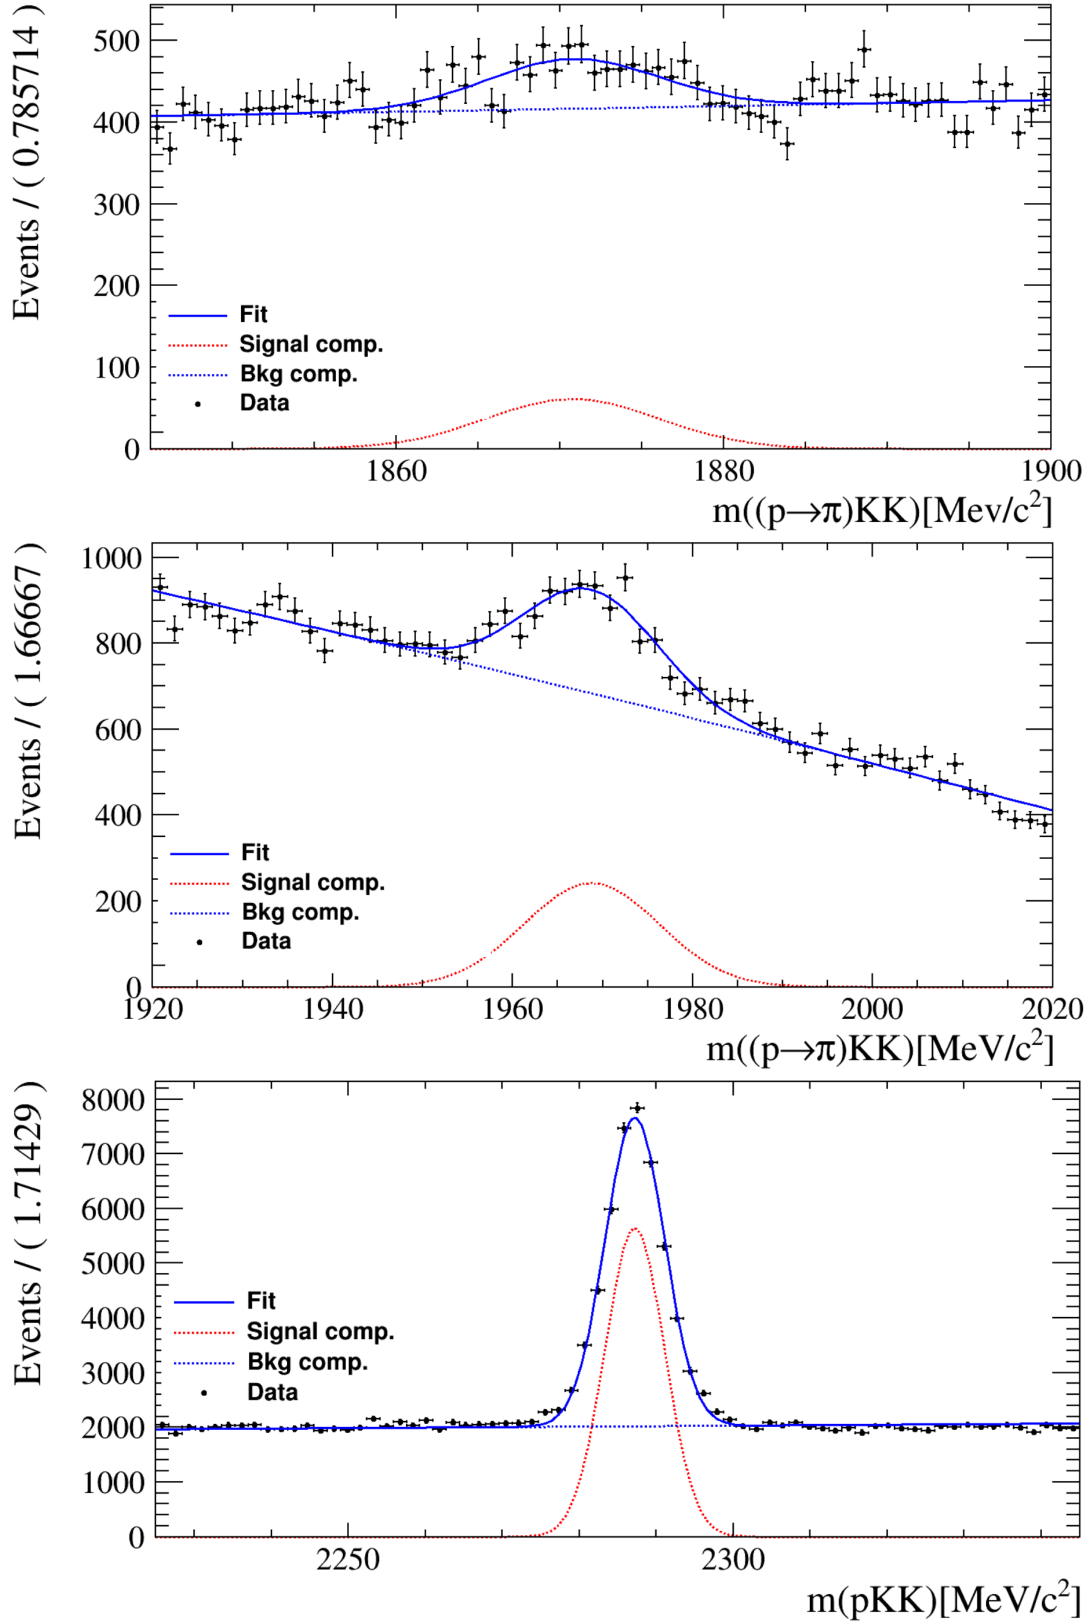 Events / ( 0.785714 )
500
400
300
200
100
0
Fit
Signal comp.
Bkg comp.
Data
1860 1880 1900
m((p→π)KK)[Mev/c²]
Events / ( 1.66667 )
1000
800
600
400
200
0
Fit
Signal comp.
Bkg comp.
Data
1920 1940 1960 1980 2000 2020
m((p→π)KK)[MeV/c²]
Events / ( 1.71429 )
8000
7000
6000
5000
4000
3000
2000
1000
0
Fit
Signal comp.
Bkg comp.
Data
2250 2300
m(pKK)[MeV/c²]